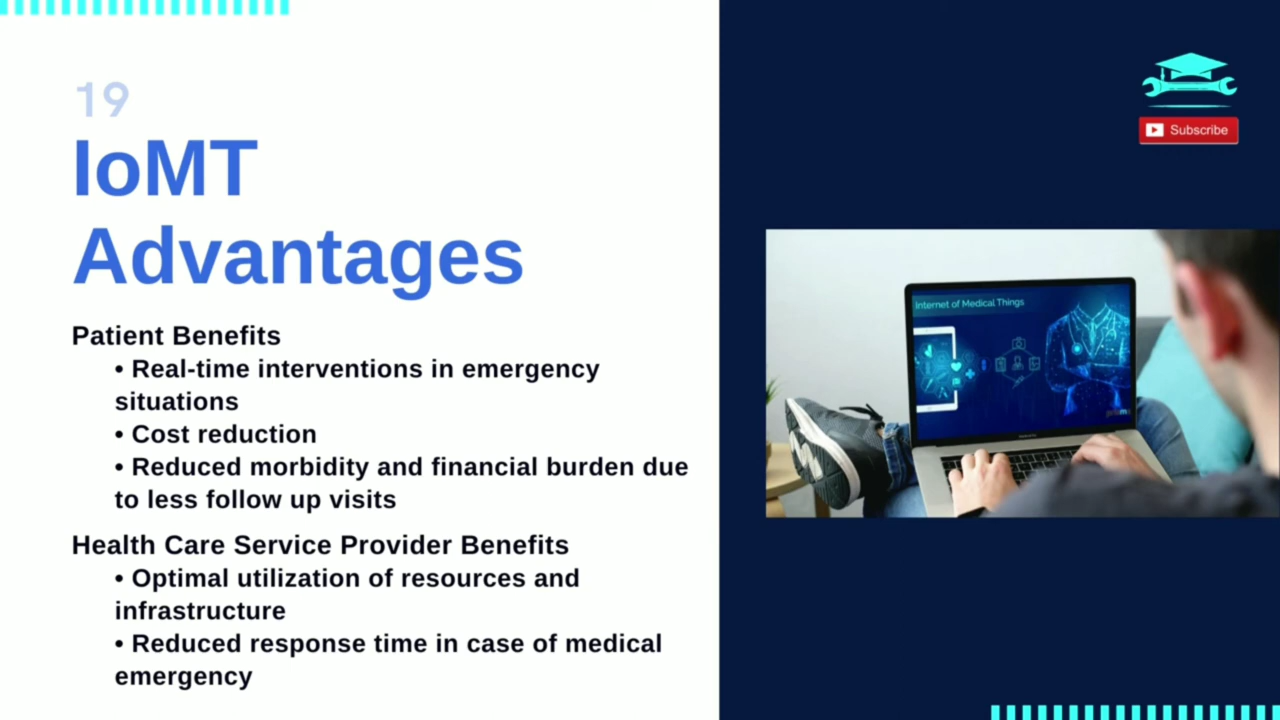 19
IoMT
Advantages
Patient Benefits
• Real-time interventions in emergency
situations
• Cost reduction
• Reduced morbidity and financial burden due
to less follow up visits
Health Care Service Provider Benefits
• Optimal utilization of resources and
infrastructure
• Reduced response time in case of medical
emergency
Subscribe
Internet of Medical Things